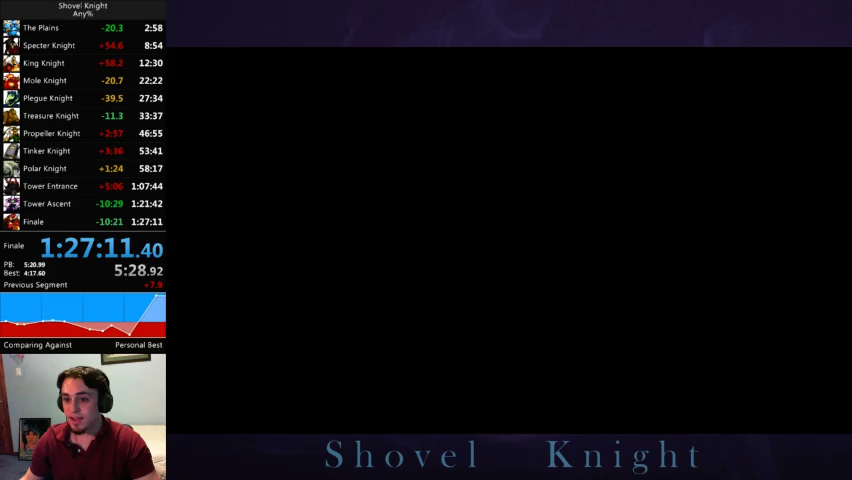 Shovel Knight
Any%
The Plains -20.3 2:58
Specter Knight +54.6 8:54
King Knight +58.2 12:30
Mole Knight -20.7 22:22
Plegue Knight -39.5 27:34
Treasure Knight -11.3 33:37
Propeller Knight +2:57 46:55
Tinker Knight +3:36 53:41
Polar Knight +1:24 58:17
Tower Entrance +5:06 1:07:44
Tower Ascent -10:29 1:21:42
Finale -10:21 1:27:11
Finale 1:27:11.40
PB: 5:20.99
Best: 4:17.60 5:28.92
Previous Segment +7.9
Comparing Against Personal Best
Shovel Knight